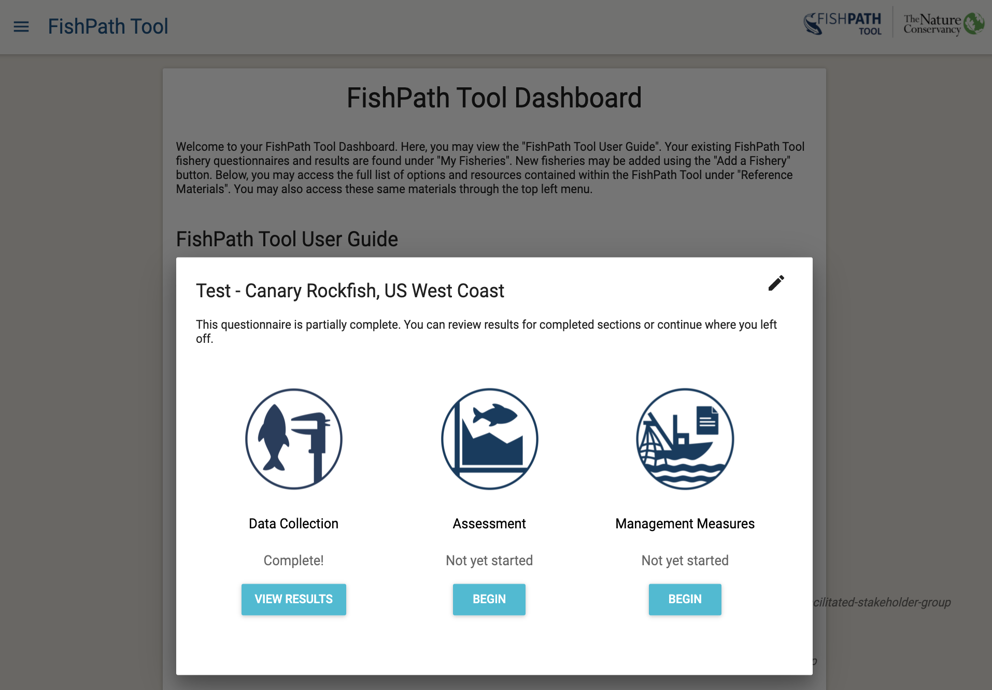 FishPath Tool
FISHPATH
TOOL
The Nature
Conservancy
FishPath Tool Dashboard
Welcome to your FishPath Tool Dashboard. Here, you may view the "FishPath Tool User Guide". Your existing FishPath Tool
fishery questionnaires and results are found under "My Fisheries". New fisheries may be added using the "Add a Fishery"
button. Below, you may access the full list of options and resources contained within the FishPath Tool under "Reference
Materials". You may also access these same materials through the top left menu.
FishPath Tool User Guide
Test - Canary Rockfish, US West Coast
This questionnaire is partially complete. You can review results for completed sections or continue where you left
off.
Data Collection
Assessment
Management Measures
Complete!
Not yet started
Not yet started
VIEW RESULTS
BEGIN
BEGIN
cilitated-stakeholder-group